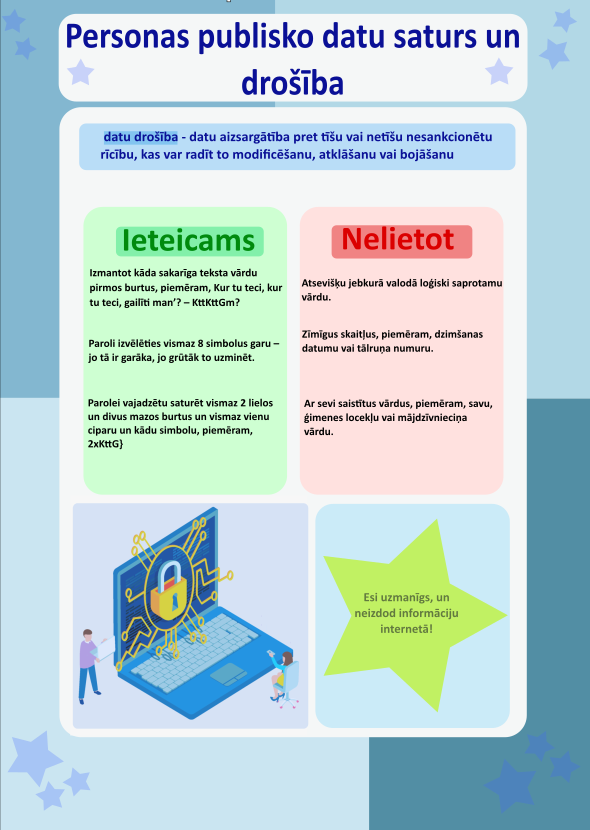 Personas publisko datu saturs un
drošība
datu drošība - datu aizsargātība pret tīšu vai netīšu nesankcionētu
rīcību, kas var radīt to modificēšanu, atklāšanu vai bojāšanu
Ieteicams
Izmantot kāda sakarīga teksta vārdu
pirmos burtus, piemēram, Kur tu teci, kur
tu teci, gailīti man’? – KttKttGm?
Paroli izvēlēties vismaz 8 simbolus garu –
jo tā ir garāka, jo grūtāk to uzminēt.
Parolei vajadzētu saturēt vismaz 2 lielos
un divus mazos burtus un vismaz vienu
ciparu un kādu simbolu, piemēram,
2xKttG}
Nelietot
Atsevišķu jebkurā valodā loģiski saprotamu
vārdu.
Zīmīgus skaitļus, piemēram, dzimšanas
datumu vai tālruņa numuru.
Ar sevi saistītus vārdus, piemēram, savu,
ģimenes locekļu vai mājdzīvnieciņa
vārdu.
Esi uzmanīgs, un
neizdod informāciju
internetā!